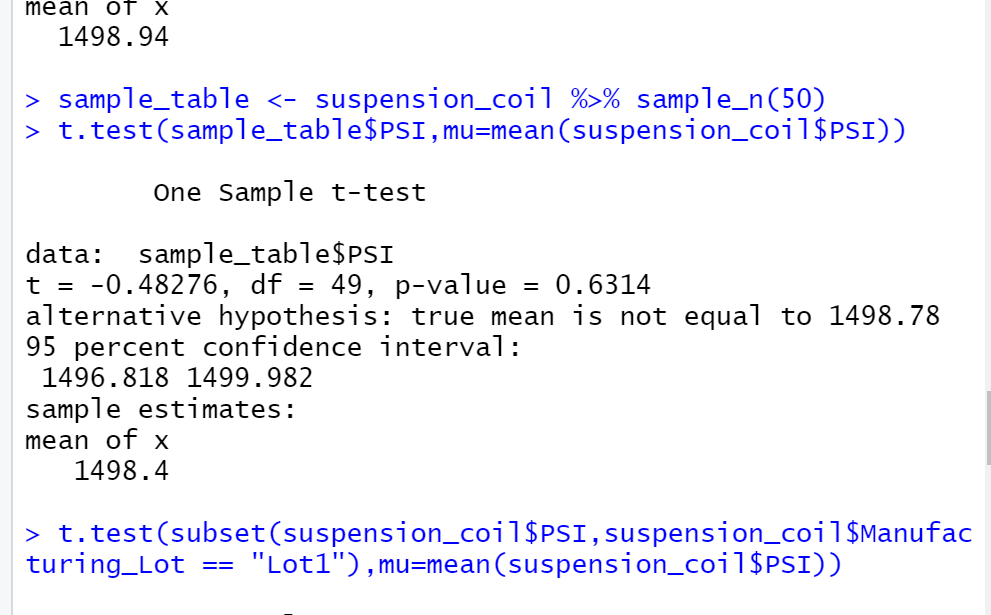 mean of x
1498.94
> sample_table <- suspension_coil %>% sample_n(50)
> t.test(sample_table$PSI,mu=mean(suspension_coil$PSI))
One Sample t-test
data:  sample_table$PSI
t = -0.48276, df = 49, p-value = 0.6314
alternative hypothesis: true mean is not equal to 1498.78
95 percent confidence interval:
1496.818 1499.982
sample estimates:
mean of x
1498.4
> t.test(subset(suspension_coil$PSI,suspension_coil$Manufac
turing_Lot == "Lot1"),mu=mean(suspension_coil$PSI))